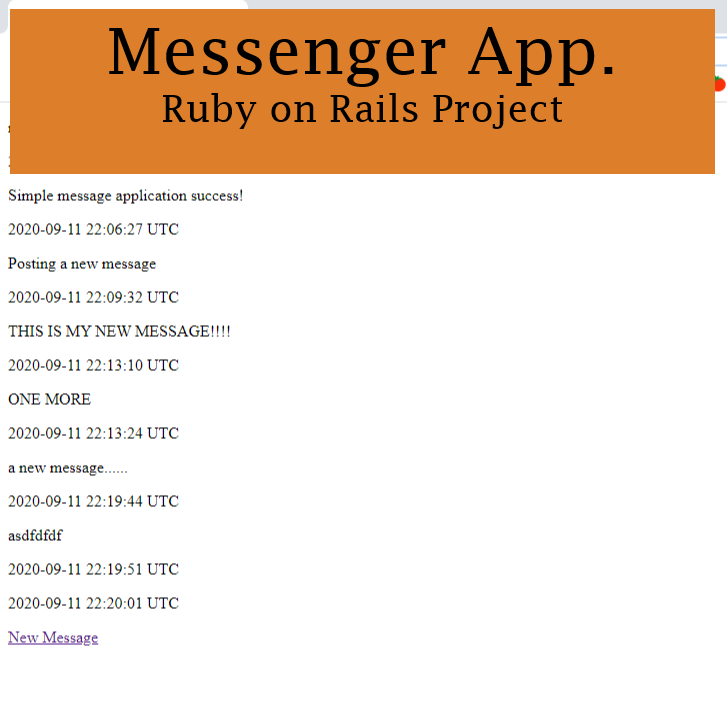 Messenger App.
Ruby on Rails Project
Simple message application success!
2020-09-11 22:06:27 UTC
Posting a new message
2020-09-11 22:09:32 UTC
THIS IS MY NEW MESSAGE!!!!
2020-09-11 22:13:10 UTC
ONE MORE
2020-09-11 22:13:24 UTC
a new message......
2020-09-11 22:19:44 UTC
asdfdfdf
2020-09-11 22:19:51 UTC
2020-09-11 22:20:01 UTC
New Message